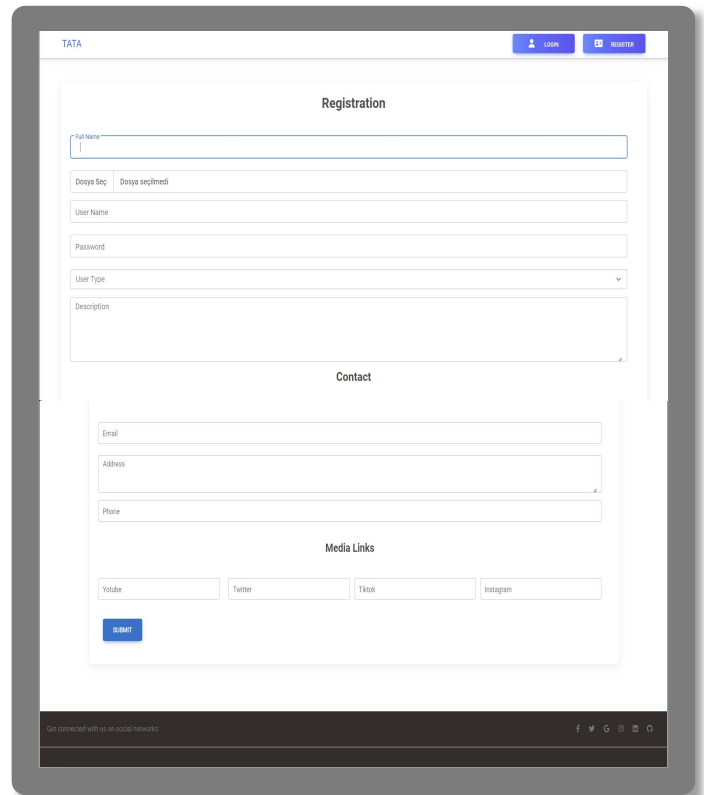 TATA
LOGIN
REGISTER
Registration
Full Name
Dosya Seç Dosya seçilmedi
User Name
Password
User Type
Description
Contact
Email
Address
Phone
Media Links
Yotube Twitter Tiktok Instagram
SUBMIT
Get connected with us on social networks: